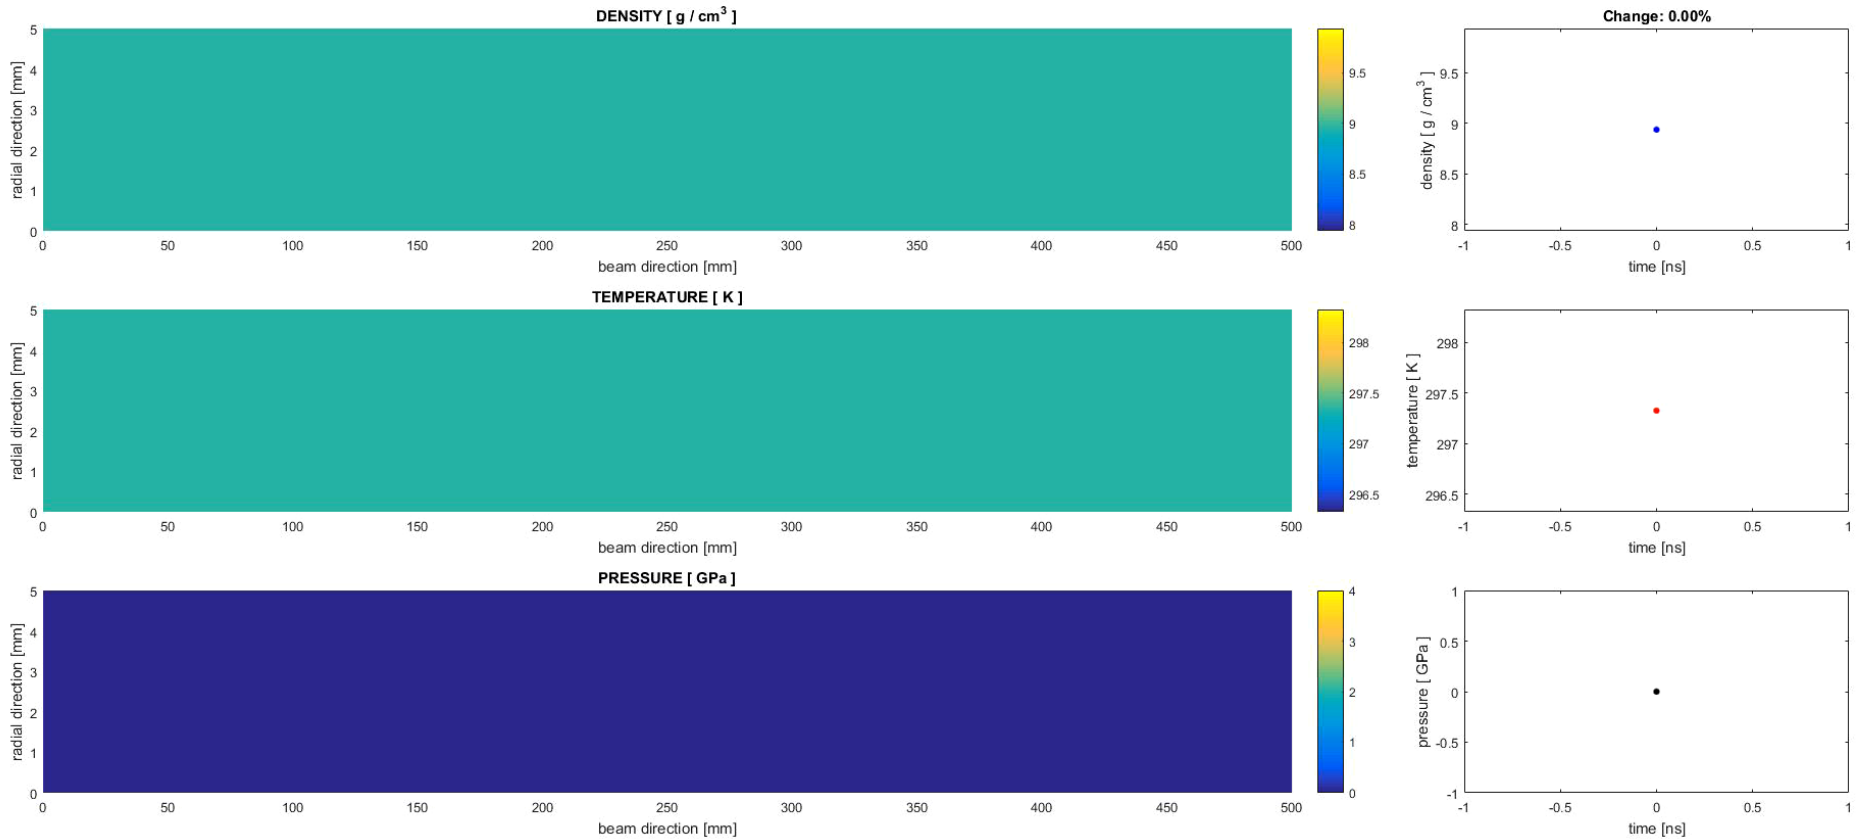 DENSITY [ g / cm³ ]
radial direction [mm]
5
4
3
2
1
0
0 50 100 150 200 250 300 350 400 450 500
beam direction [mm]
9.5
9
8.5
8
Change: 0.00%
density [ g / cm³ ]
9.5
9
8.5
8
-1 -0.5 0 0.5 1
time [ns]
TEMPERATURE [ K ]
radial direction [mm]
5
4
3
2
1
0
0 50 100 150 200 250 300 350 400 450 500
beam direction [mm]
298
297.5
297
296.5
temperature [ K ]
298
297.5
297
296.5
-1 -0.5 0 0.5 1
time [ns]
PRESSURE [ GPa ]
radial direction [mm]
5
4
3
2
1
0
0 50 100 150 200 250 300 350 400 450 500
beam direction [mm]
4
3
2
1
0
pressure [ GPa ]
1
0.5
0
-0.5
-1
-1 -0.5 0 0.5 1
time [ns]